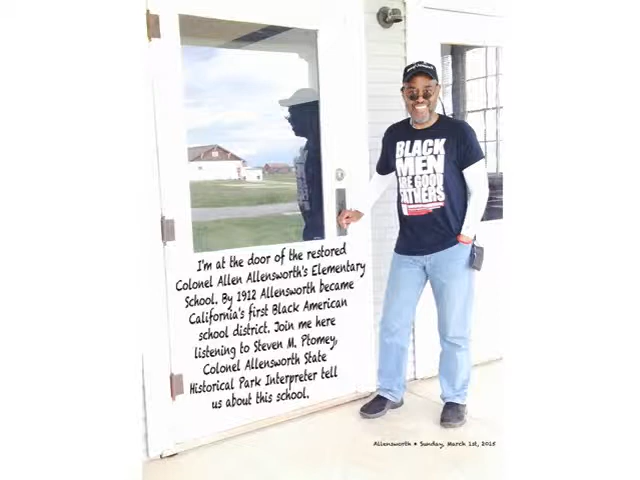 BLACK
MEN
ARE GOOD
FATHERS
I'm at the door of the restored
Colonel Allen Allensworth's Elementary
School. By 1912 Allensworth became
California's first Black American
school district. Join me here
listening to Steven M. Ptomey,
Colonel Allensworth State
Historical Park Interpreter tell
us about this school.
Allensworth • Sunday, March 1st, 2015